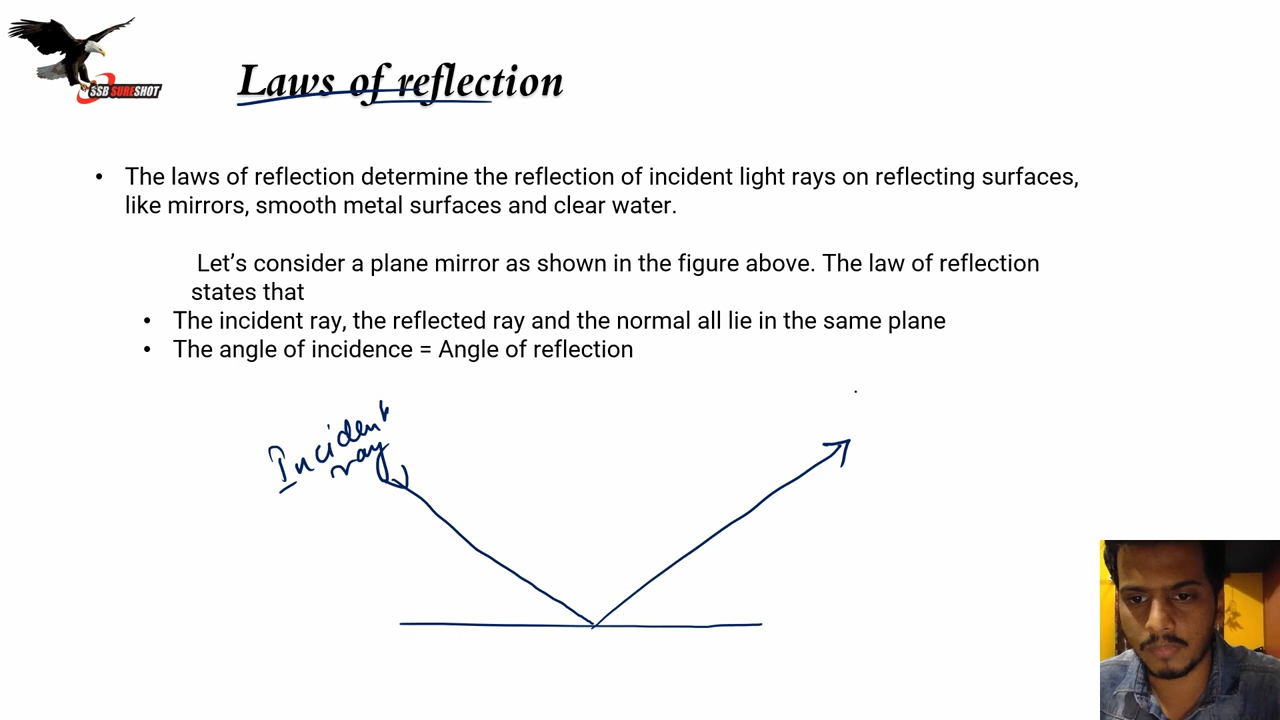 SSB SURESHOT
Laws of reflection
• The laws of reflection determine the reflection of incident light rays on reflecting surfaces,
like mirrors, smooth metal surfaces and clear water.
Let’s consider a plane mirror as shown in the figure above. The law of reflection
states that
• The incident ray, the reflected ray and the normal all lie in the same plane
• The angle of incidence = Angle of reflection
Incident
ray